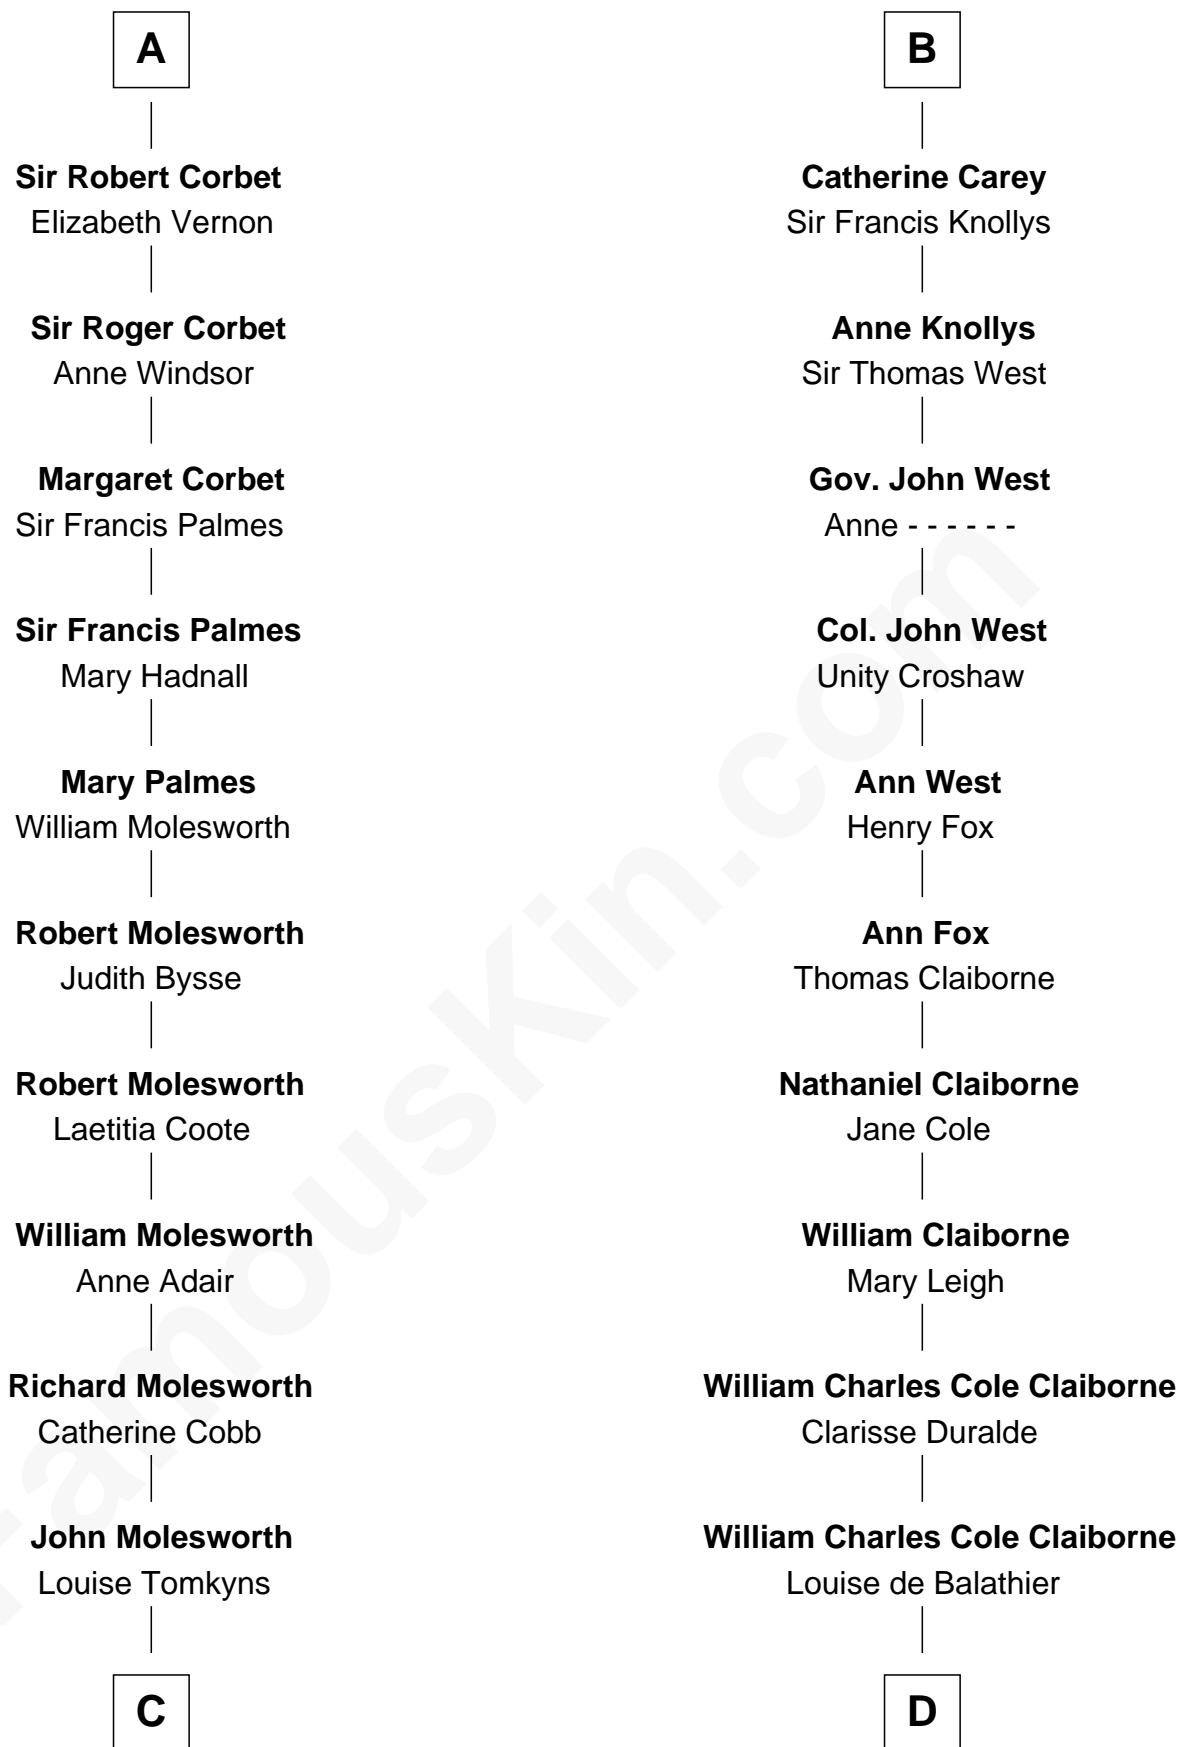 A
Sir Robert Corbet
Elizabeth Vernon
Sir Roger Corbet
Anne Windsor
Margaret Corbet
Sir Francis Palmes
Sir Francis Palmes
Mary Hadnall
Mary Palmes
William Molesworth
Robert Molesworth
Judith Bysse
Robert Molesworth
Laetitia Coote
William Molesworth
Anne Adair
Richard Molesworth
Catherine Cobb
John Molesworth
Louise Tomkyns
C
B
Catherine Carey
Sir Francis Knollys
Anne Knollys
Sir Thomas West
Gov. John West
Anne - - - - - -
Col. John West
Unity Croshaw
Ann West
Henry Fox
Ann Fox
Thomas Claiborne
Nathaniel Claiborne
Jane Cole
William Claiborne
Mary Leigh
William Charles Cole Claiborne
Clarisse Duralde
William Charles Cole Claiborne
Louise de Balathier
D
FamousKin.com